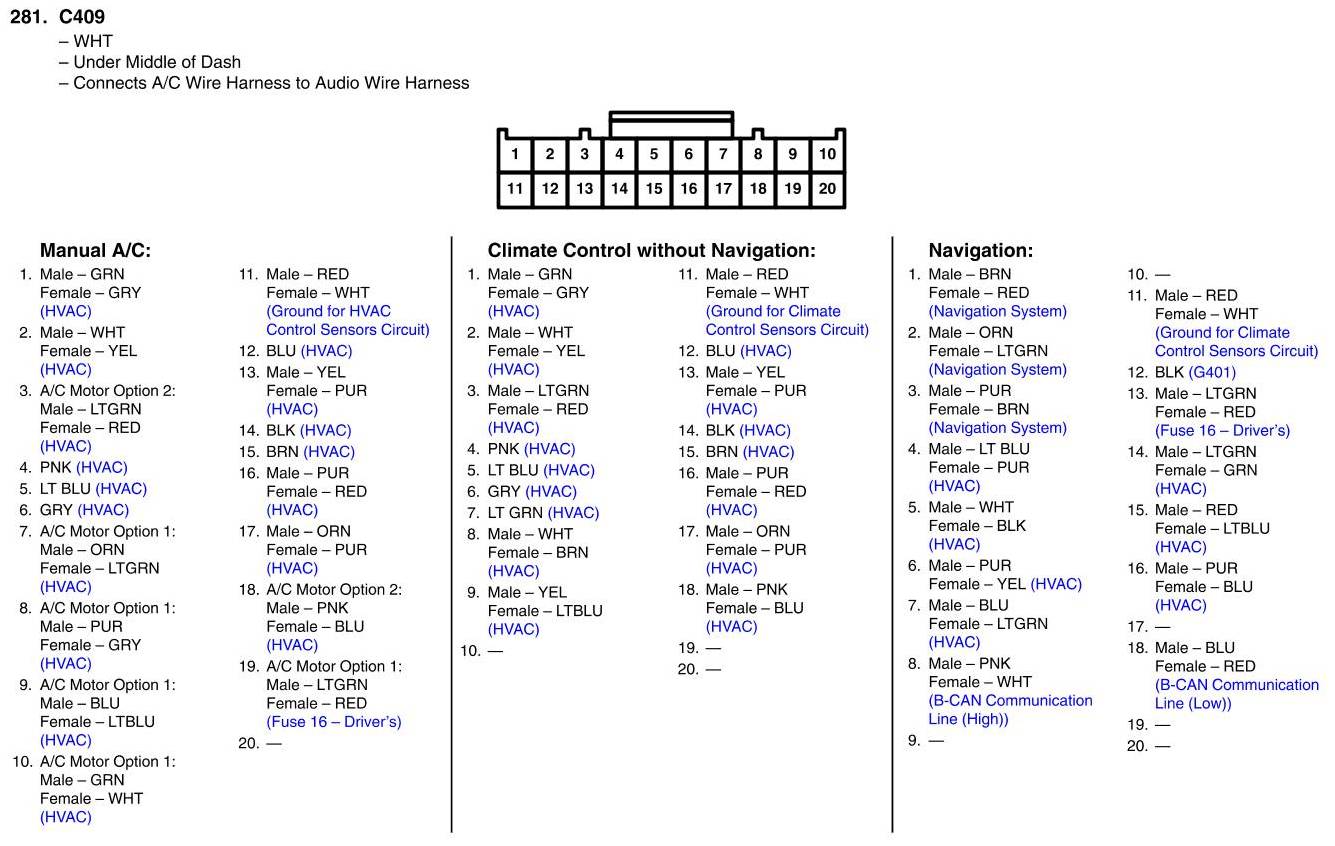 281. C409
– WHT
– Under Middle of Dash
– Connects A/C Wire Harness to Audio Wire Harness
1 2 3 4 5 6 7 8 9 10
11 12 13 14 15 16 17 18 19 20
Manual A/C:
1. Male – GRN
Female – GRY
(HVAC)
2. Male – WHT
Female – YEL
(HVAC)
3. A/C Motor Option 2:
Male – LTGRN
Female – RED
(HVAC)
4. PNK (HVAC)
5. LT BLU (HVAC)
6. GRY (HVAC)
7. A/C Motor Option 1:
Male – ORN
Female – LTGRN
(HVAC)
8. A/C Motor Option 1:
Male – PUR
Female – GRY
(HVAC)
9. A/C Motor Option 1:
Male – BLU
Female – LTBLU
(HVAC)
10. A/C Motor Option 1:
Male – GRN
Female – WHT
(HVAC)
11. Male – RED
Female – WHT
(Ground for HVAC
Control Sensors Circuit)
12. BLU (HVAC)
13. Male – YEL
Female – PUR
(HVAC)
14. BLK (HVAC)
15. BRN (HVAC)
16. Male – PUR
Female – RED
(HVAC)
17. Male – ORN
Female – PUR
(HVAC)
18. A/C Motor Option 2:
Male – PNK
Female – BLU
(HVAC)
19. A/C Motor Option 1:
Male – LTGRN
Female – RED
(Fuse 16 – Driver's)
20. —
Climate Control without Navigation:
1. Male – GRN
Female – GRY
(HVAC)
2. Male – WHT
Female – YEL
(HVAC)
3. Male – LTGRN
Female – RED
(HVAC)
4. PNK (HVAC)
5. LT BLU (HVAC)
6. GRY (HVAC)
7. LT GRN (HVAC)
8. Male – WHT
Female – BRN
(HVAC)
9. Male – YEL
Female – LTBLU
(HVAC)
10. —
11. Male – RED
Female – WHT
(Ground for Climate
Control Sensors Circuit)
12. BLU (HVAC)
13. Male – YEL
Female – PUR
(HVAC)
14. BLK (HVAC)
15. BRN (HVAC)
16. Male – PUR
Female – RED
(HVAC)
17. Male – ORN
Female – PUR
(HVAC)
18. Male – PNK
Female – BLU
(HVAC)
19. —
20. —
Navigation:
1. Male – BRN
Female – RED
(Navigation System)
2. Male – ORN
Female – LTGRN
(Navigation System)
3. Male – PUR
Female – BRN
(Navigation System)
4. Male – LT BLU
Female – PUR
(HVAC)
5. Male – WHT
Female – BLK
(HVAC)
6. Male – PUR
Female – YEL (HVAC)
7. Male – BLU
Female – LTGRN
(HVAC)
8. Male – PNK
Female – WHT
(B-CAN Communication
Line (High))
9. —
10. —
11. Male – RED
Female – WHT
(Ground for Climate
Control Sensors Circuit)
12. BLK (G401)
13. Male – LTGRN
Female – RED
(Fuse 16 – Driver's)
14. Male – LTGRN
Female – GRN
(HVAC)
15. Male – RED
Female – LTBLU
(HVAC)
16. Male – PUR
Female – BLU
(HVAC)
17. —
18. Male – BLU
Female – RED
(B-CAN Communication
Line (Low))
19. —
20. —